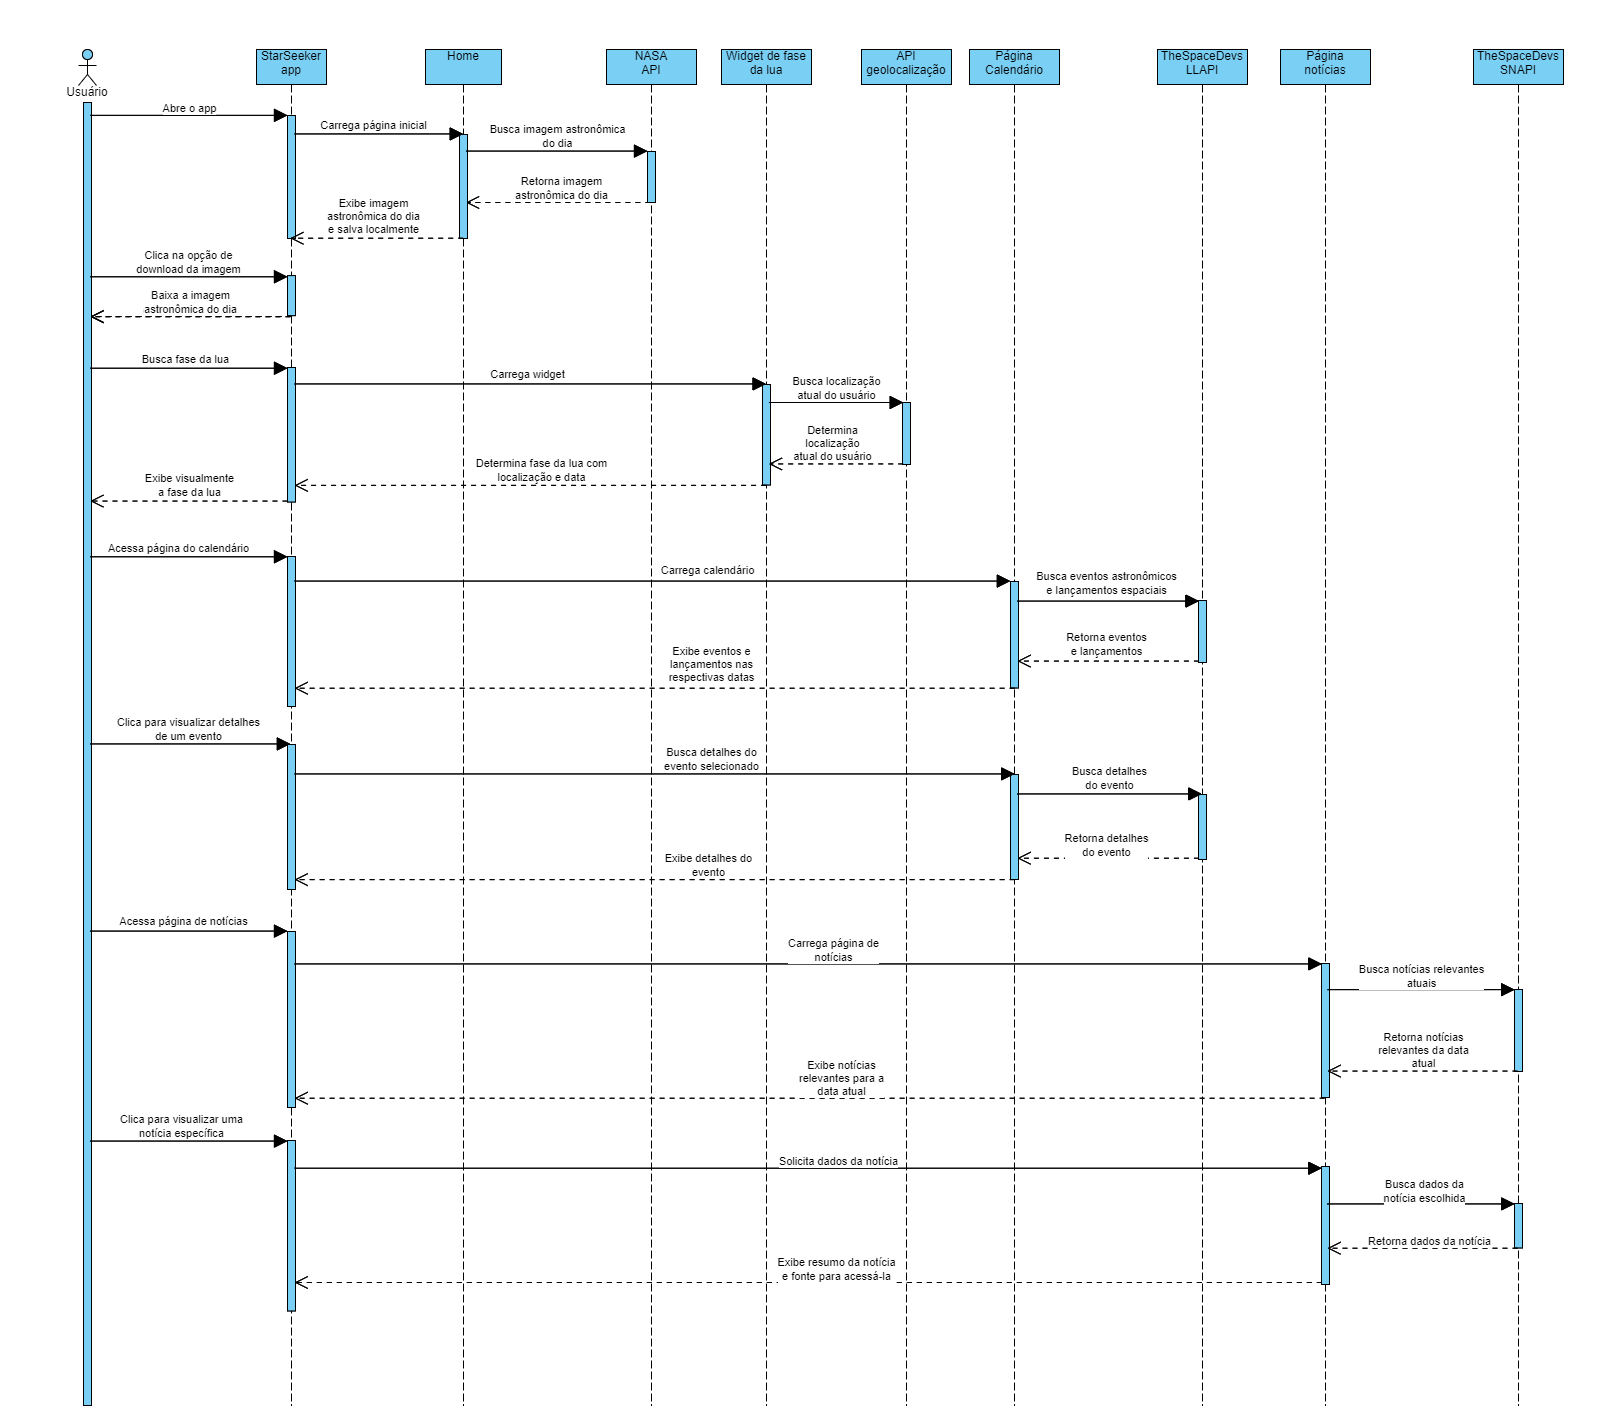 Usuário
StarSeeker
app
Home
NASA
API
Widget de fase
da lua
API
geolocalização
Página
Calendário
TheSpaceDevs
LLAPI
Página
notícias
TheSpaceDevs
SNAPI
Abre o app
Carrega página inicial
Busca imagem astronômica
do dia
Retorna imagem
astronômica do dia
Exibe imagem
astronômica do dia
e salva localmente
Clica na opção de
download da imagem
Baixa a imagem
astronômica do dia
Busca fase da lua
Carrega widget
Busca localização
atual do usuário
Determina
localização
atual do usuário
Determina fase da lua com
localização e data
Exibe visualmente
a fase da lua
Acessa página do calendário
Carrega calendário
Busca eventos astronômicos
e lançamentos espaciais
Retorna eventos
e lançamentos
Exibe eventos e
lançamentos nas
respectivas datas
Clica para visualizar detalhes
de um evento
Busca detalhes do
evento selecionado
Busca detalhes
do evento
Retorna detalhes
do evento
Exibe detalhes do
evento
Acessa página de notícias
Carrega página de
notícias
Busca notícias relevantes
atuais
Retorna notícias
relevantes da data
atual
Exibe notícias
relevantes para a
data atual
Clica para visualizar uma
notícia específica
Solicita dados da notícia
Busca dados da
notícia escolhida
Retorna dados da notícia
Exibe resumo da notícia
e fonte para acessá-la